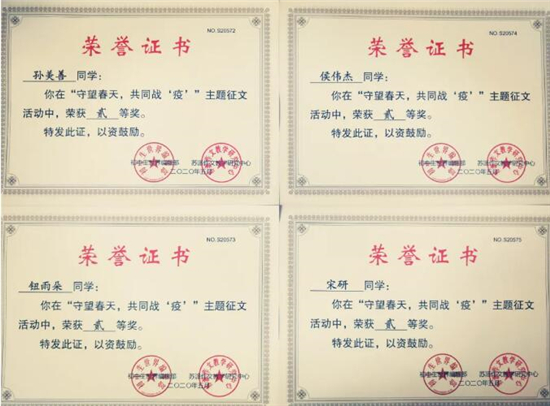 NO.S20572
荣誉证书
孙美善 同学:
你在“守望春天，共同战‘疫’”主题征文
活动中，荣获 贰 等奖。
特发此证，以资鼓励。
二〇二〇年五月
NO.S20574
荣誉证书
侯伟杰 同学:
你在“守望春天，共同战‘疫’”主题征文
活动中，荣获 贰 等奖。
特发此证，以资鼓励。
二〇二〇年五月
NO.S20573
荣誉证书
钮雨朵 同学:
你在“守望春天，共同战‘疫’”主题征文
活动中，荣获 贰 等奖。
特发此证，以资鼓励。
二〇二〇年五月
NO.S20575
荣誉证书
宋研 同学:
你在“守望春天，共同战‘疫’”主题征文
活动中，荣获 贰 等奖。
特发此证，以资鼓励。
二〇二〇年五月